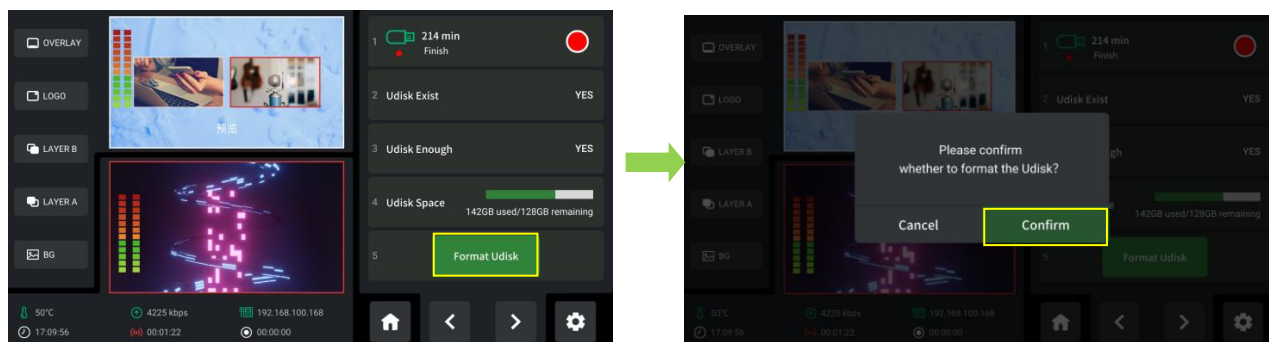 OVERLAY
LOGO
LAYER B
LAYER A
BG
预览
1 214 min
Finish
2 Udisk Exist YES
3 Udisk Enough YES
4 Udisk Space 142GB used/128GB remaining
5 Format Udisk
50°C 4225 kbps 192.168.100.168
17:09:56 00:01:22 00:00:00
OVERLAY
LOGO
LAYER B
LAYER A
BG
1 214 min
Finish
2 Udisk Exist YES
gh YES
142GB used/128GB remaining
5 Format Udisk
Please confirm
whether to format the Udisk?
Cancel Confirm
50°C 4225 kbps 192.168.100.168
17:09:56 00:01:22 00:00:00